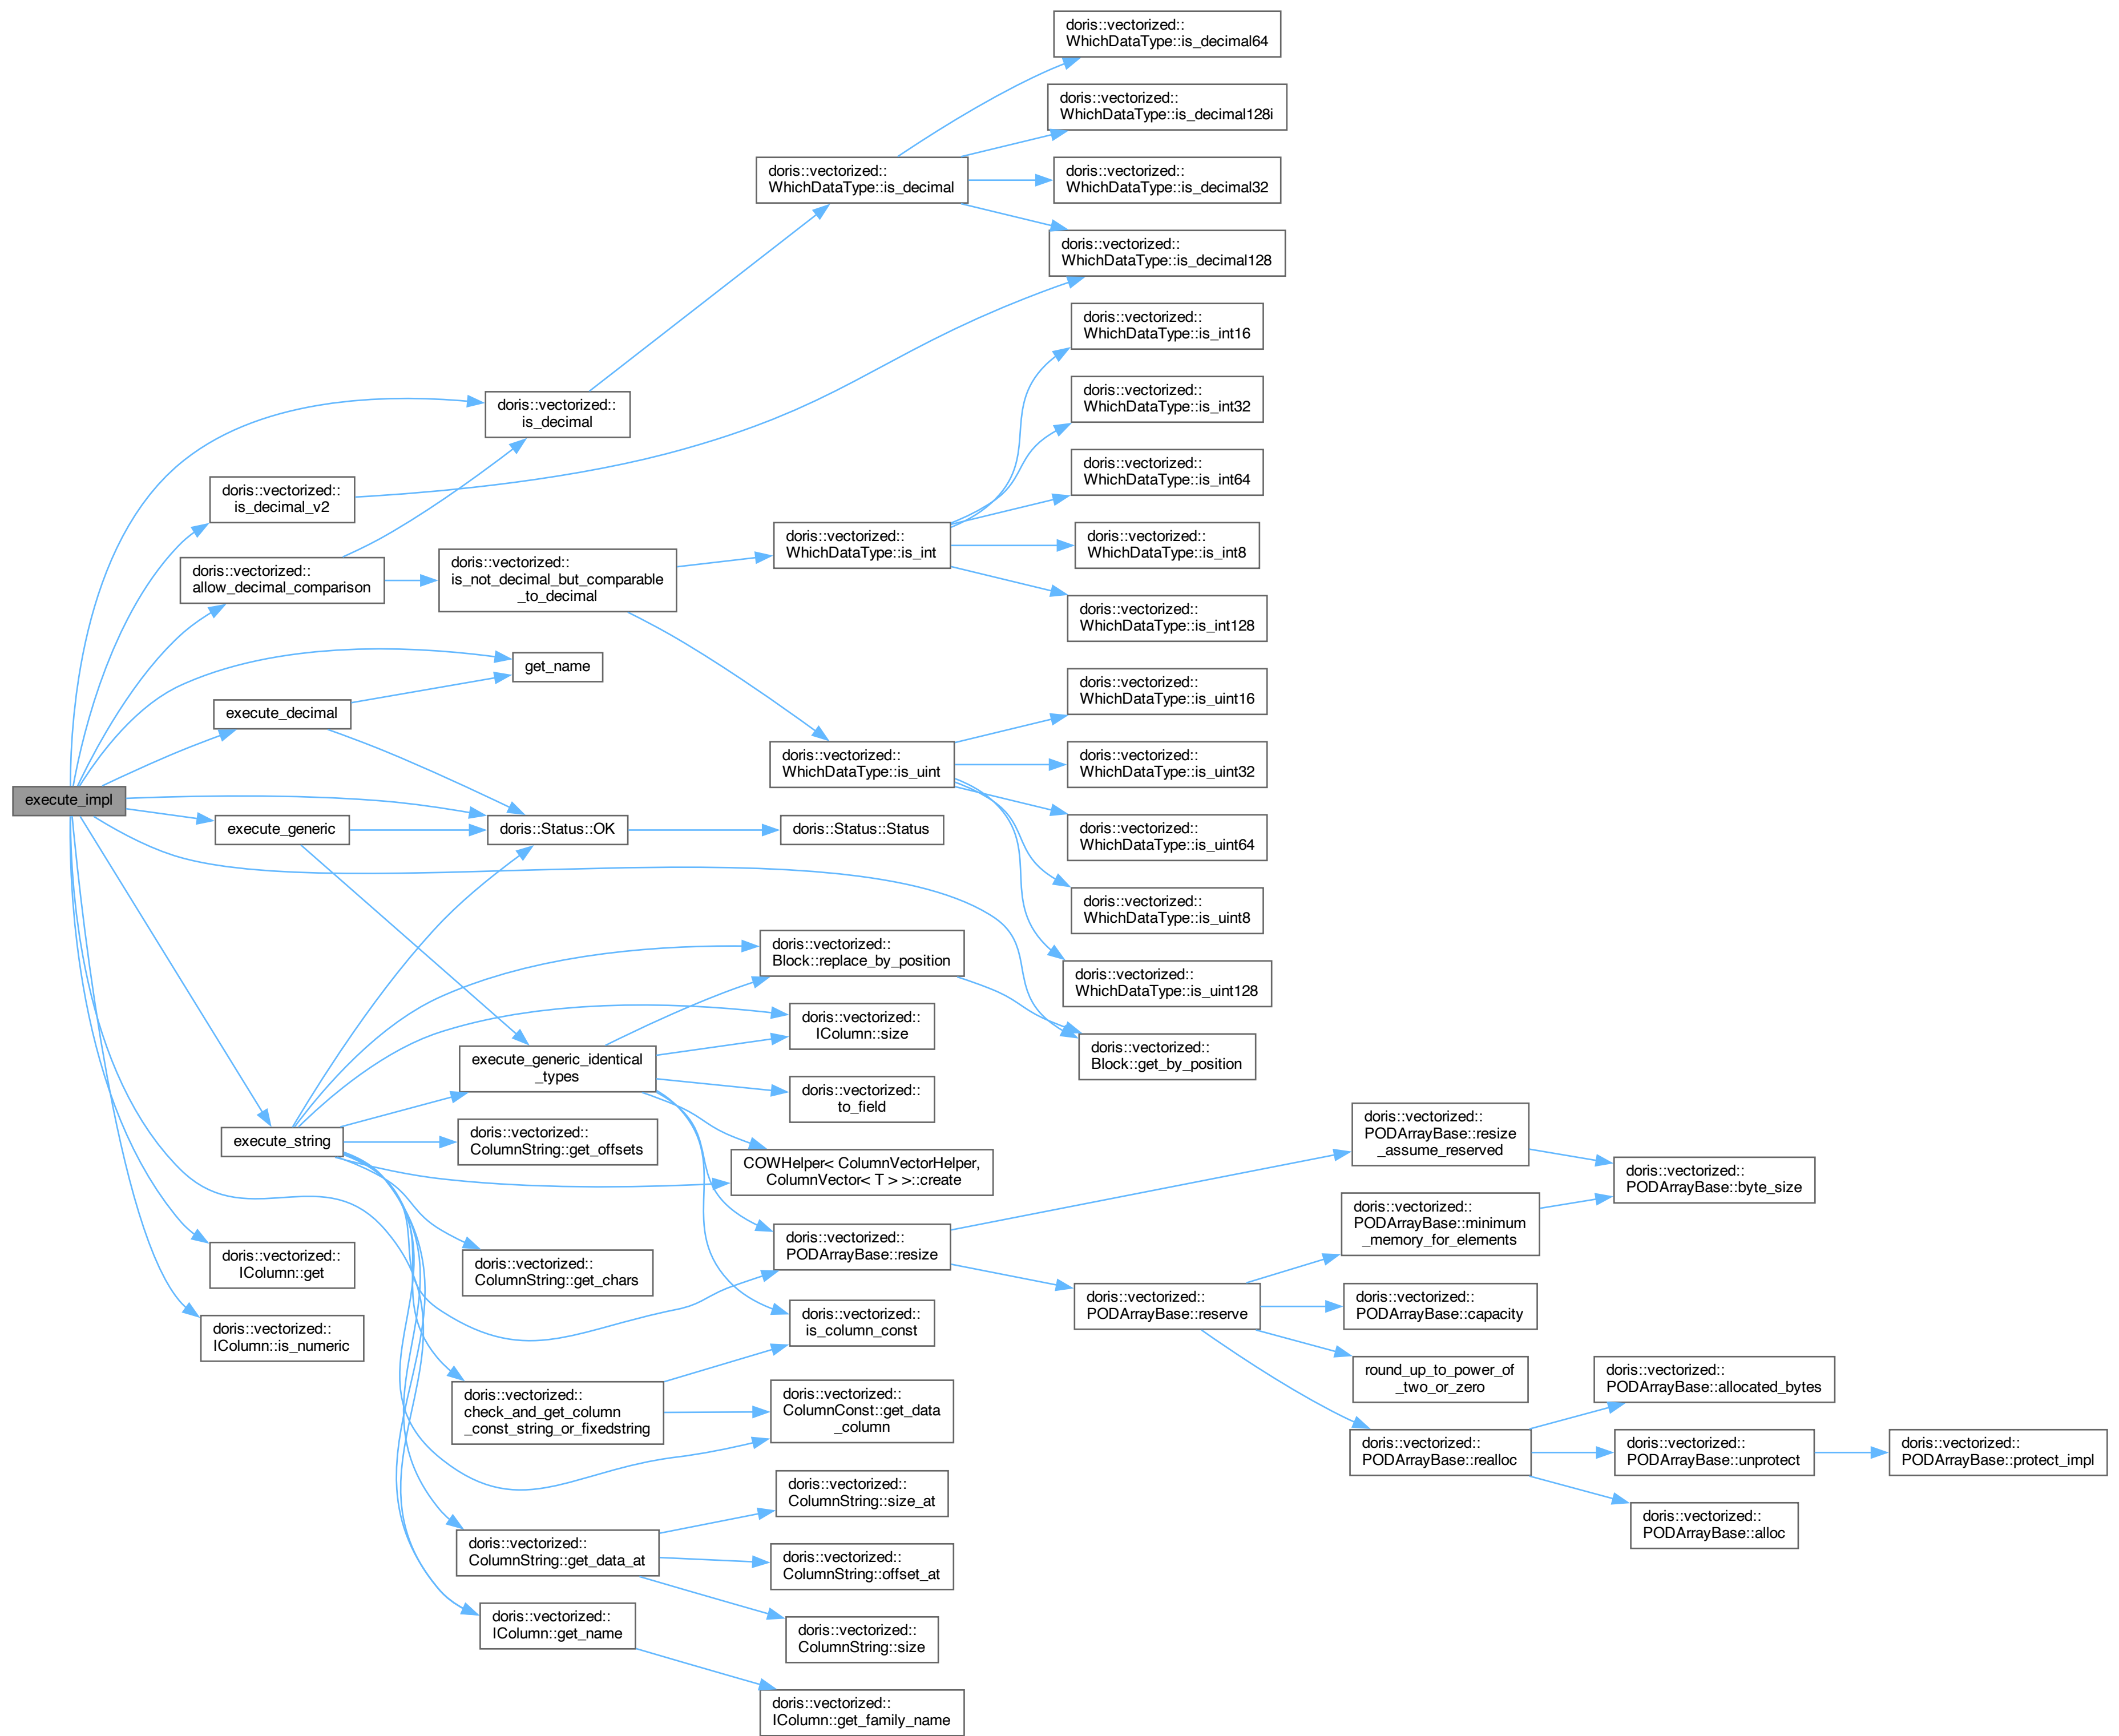 execute_impl
doris::vectorized::
is_decimal
doris::vectorized::
WhichDataType::is_decimal
doris::vectorized::
WhichDataType::is_decimal64
doris::vectorized::
WhichDataType::is_decimal128i
doris::vectorized::
WhichDataType::is_decimal32
doris::vectorized::
WhichDataType::is_decimal128
doris::vectorized::
is_decimal_v2
doris::vectorized::
allow_decimal_comparison
doris::vectorized::
is_not_decimal_but_comparable
_to_decimal
doris::vectorized::
WhichDataType::is_int
doris::vectorized::
WhichDataType::is_int16
doris::vectorized::
WhichDataType::is_int32
doris::vectorized::
WhichDataType::is_int64
doris::vectorized::
WhichDataType::is_int8
doris::vectorized::
WhichDataType::is_int128
doris::vectorized::
WhichDataType::is_uint
doris::vectorized::
WhichDataType::is_uint16
doris::vectorized::
WhichDataType::is_uint32
doris::vectorized::
WhichDataType::is_uint64
doris::vectorized::
WhichDataType::is_uint8
doris::vectorized::
WhichDataType::is_uint128
get_name
execute_decimal
execute_generic
doris::Status::OK
doris::Status::Status
doris::vectorized::
Block::replace_by_position
doris::vectorized::
IColumn::size
doris::vectorized::
Block::get_by_position
execute_generic_identical
_types
doris::vectorized::
to_field
execute_string
doris::vectorized::
ColumnString::get_offsets
COWHelper< ColumnVectorHelper,
ColumnVector< T > >::create
doris::vectorized::
IColumn::get
doris::vectorized::
ColumnString::get_chars
doris::vectorized::
PODArrayBase::resize
doris::vectorized::
PODArrayBase::resize
_assume_reserved
doris::vectorized::
PODArrayBase::byte_size
doris::vectorized::
PODArrayBase::minimum
_memory_for_elements
doris::vectorized::
PODArrayBase::reserve
doris::vectorized::
PODArrayBase::capacity
round_up_to_power_of
_two_or_zero
doris::vectorized::
PODArrayBase::realloc
doris::vectorized::
PODArrayBase::allocated_bytes
doris::vectorized::
PODArrayBase::unprotect
doris::vectorized::
PODArrayBase::protect_impl
doris::vectorized::
PODArrayBase::alloc
doris::vectorized::
IColumn::is_numeric
doris::vectorized::
is_column_const
doris::vectorized::
check_and_get_column
_const_string_or_fixedstring
doris::vectorized::
ColumnConst::get_data
_column
doris::vectorized::
ColumnString::get_data_at
doris::vectorized::
ColumnString::size_at
doris::vectorized::
ColumnString::offset_at
doris::vectorized::
ColumnString::size
doris::vectorized::
IColumn::get_name
doris::vectorized::
IColumn::get_family_name